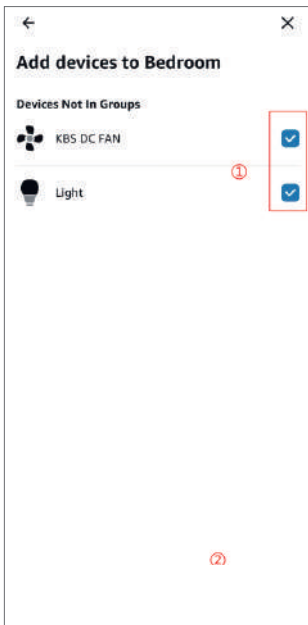 Add devices to Bedroom
Devices Not In Groups
KBS DC FAN
①
Light
②